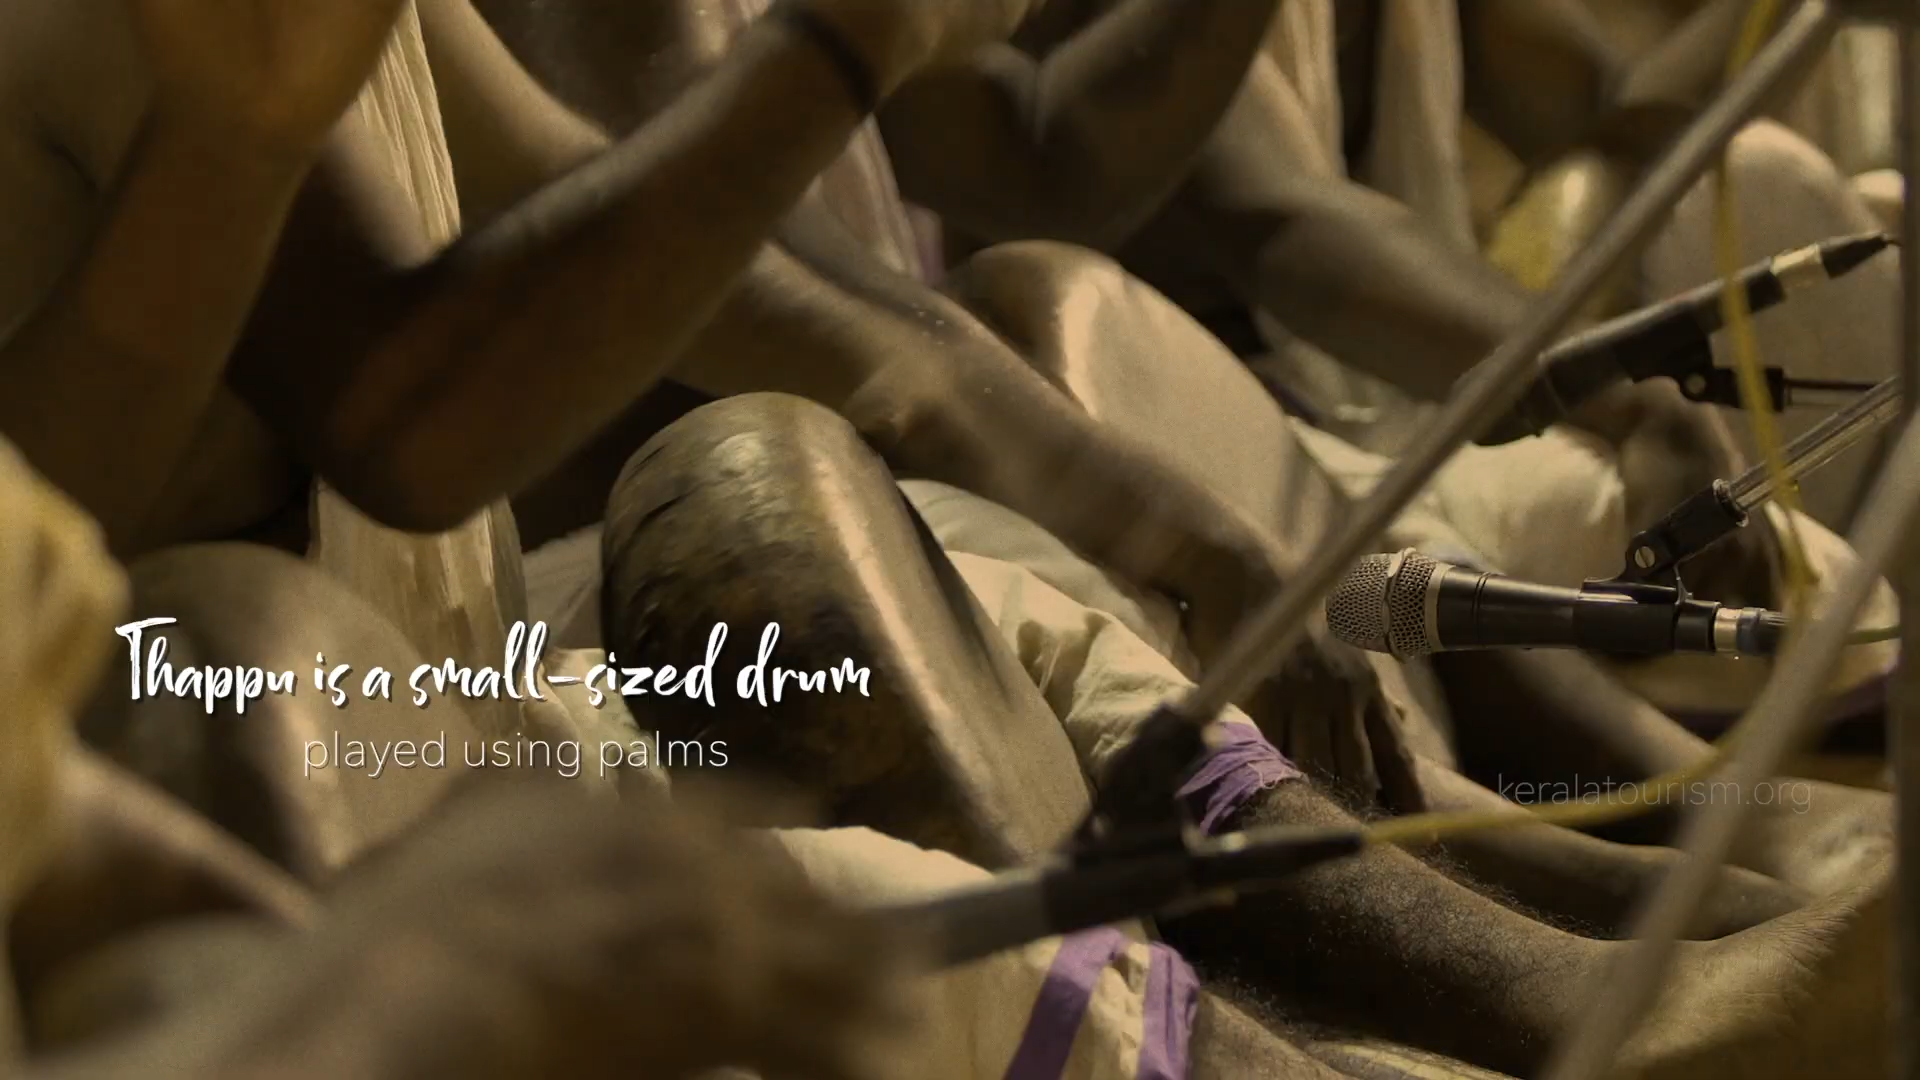 Thappu is a small-sized drum
played using palms
keralatourism.org